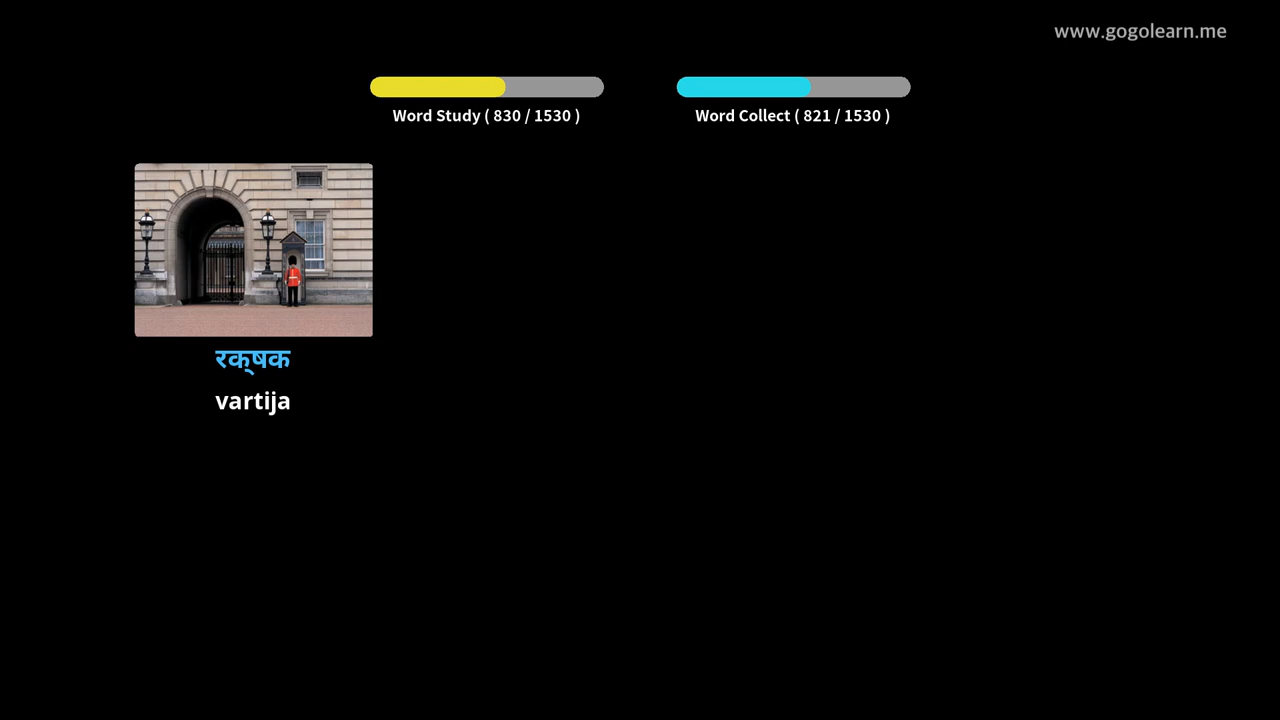 www.gogolearn.me
Word Study ( 830 / 1530 )
Word Collect ( 821 / 1530 )
रक्षक
vartija